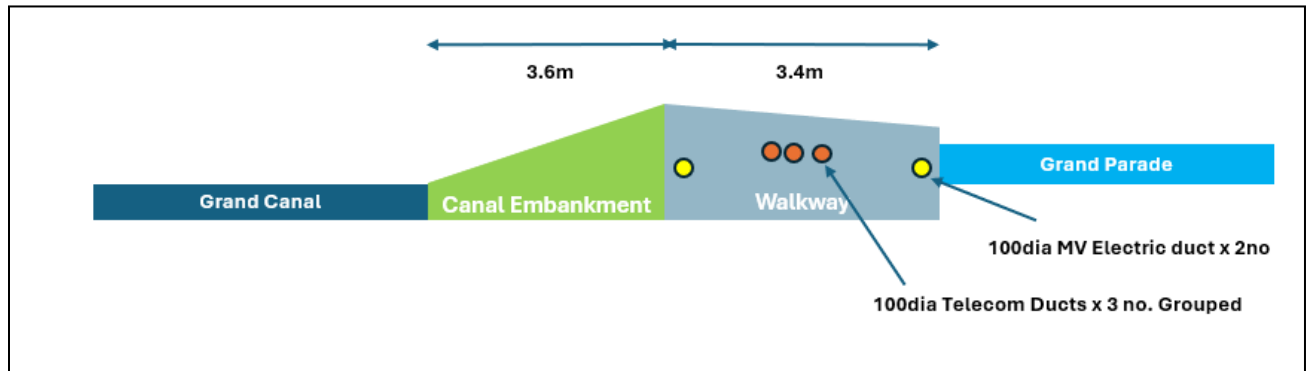 3.6m
3.4m
Grand Canal
Canal Embankment
Walkway
Grand Parade
100dia MV Electric duct x 2no
100dia Telecom Ducts x 3 no. Grouped